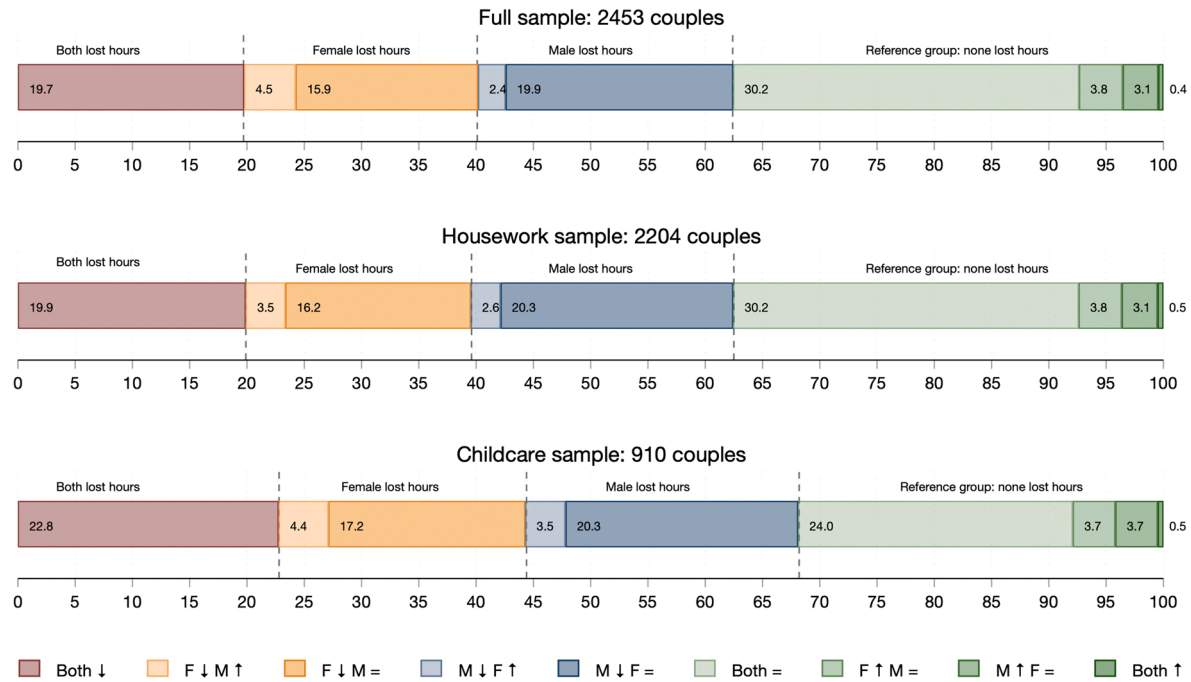 Full sample: 2453 couples
Both lost hours Female lost hours Male lost hours Reference group: none lost hours
19.7 4.5 15.9 2.4 19.9 30.2 3.8 3.1 0.4
0 5 10 15 20 25 30 35 40 45 50 55 60 65 70 75 80 85 90 95 100
Housework sample: 2204 couples
Both lost hours Female lost hours Male lost hours Reference group: none lost hours
19.9 3.5 16.2 2.6 20.3 30.2 3.8 3.1 0.5
0 5 10 15 20 25 30 35 40 45 50 55 60 65 70 75 80 85 90 95 100
Childcare sample: 910 couples
Both lost hours Female lost hours Male lost hours Reference group: none lost hours
22.8 4.4 17.2 3.5 20.3 24.0 3.7 3.7 0.5
0 5 10 15 20 25 30 35 40 45 50 55 60 65 70 75 80 85 90 95 100
Both ↓ F ↓ M ↑ F ↓ M = M ↓ F ↑ M ↓ F = Both = F ↑ M = M ↑ F = Both ↑